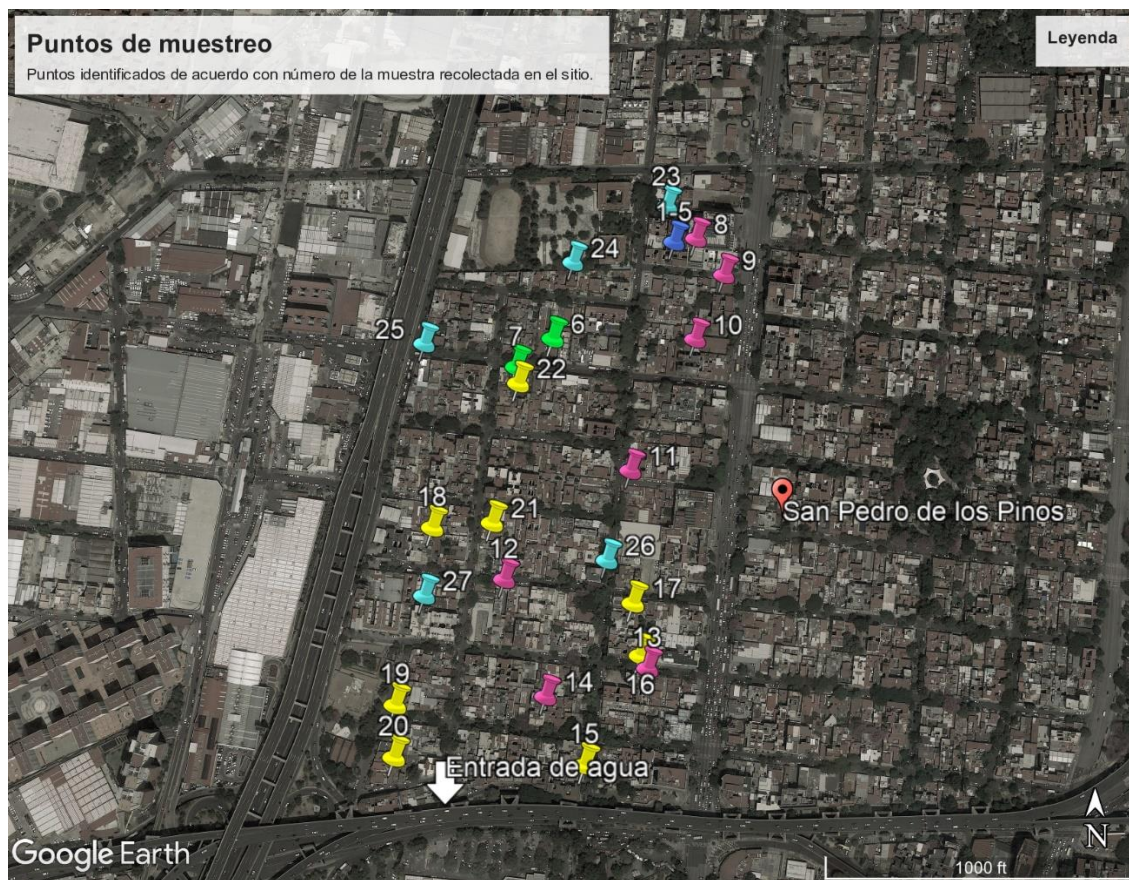 Puntos de muestreo
Puntos identificados de acuerdo con número de la muestra recolectada en el sitio.
Leyenda
23
1-5
8
24
9
25
7
6
10
22
11
San Pedro de los Pinos
18
21
12
26
27
17
13
19
14
16
20
15
Entrada de agua
N
Google Earth
1000 ft